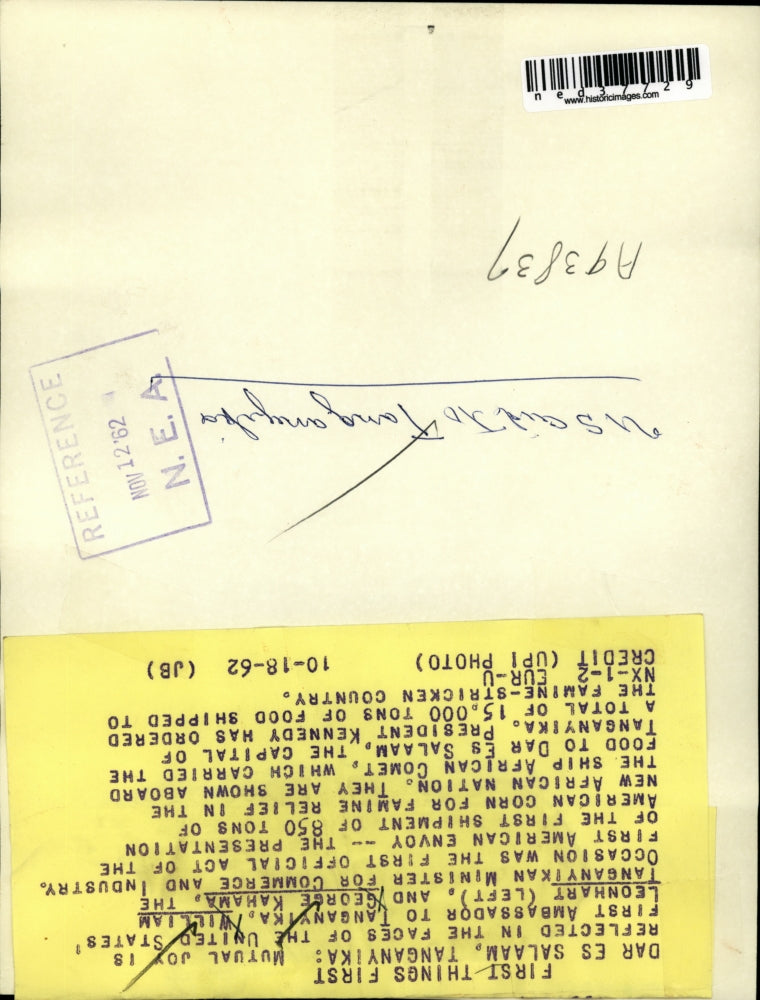 FIRST THINGS FIRST
DAR ES SALAAM, TANGANYIKA: MUTUAL JOY IS
REFLECTED IN THE FACES OF THE UNITED STATES'
FIRST AMBASSADOR TO TANGANYIKA, WILLIAM
LEONHART (LEFT), AND GEORGE KAHAMA, THE
TANGANYIKAN MINISTER FOR COMMERCE AND INDUSTRY.
OCCASION WAS THE FIRST OFFICIAL ACT OF THE
FIRST AMERICAN ENVOY -- THE PRESENTATION
OF THE FIRST SHIPMENT OF 850 TONS OF
AMERICAN CORN FOR FAMINE RELIEF IN THE
NEW AFRICAN NATION. THEY ARE SHOWN ABOARD
THE SHIP AFRICAN COMET, WHICH CARRIED THE
FOOD TO DAR ES SALAAM, THE CAPITAL OF
TANGANYIKA. PRESIDENT KENNEDY HAS ORDERED
A TOTAL OF 15,000 TONS OF FOOD SHIPPED TO
THE FAMINE-STRICKEN COUNTRY.
NX-1-2 EUR-U
CREDIT (UPI PHOTO) 10-18-62 (JB)
US aid to Tanganyika
REFERENCE
NOV 12 '62
N. E. A.
A93837
ned37729
www.historicimages.com